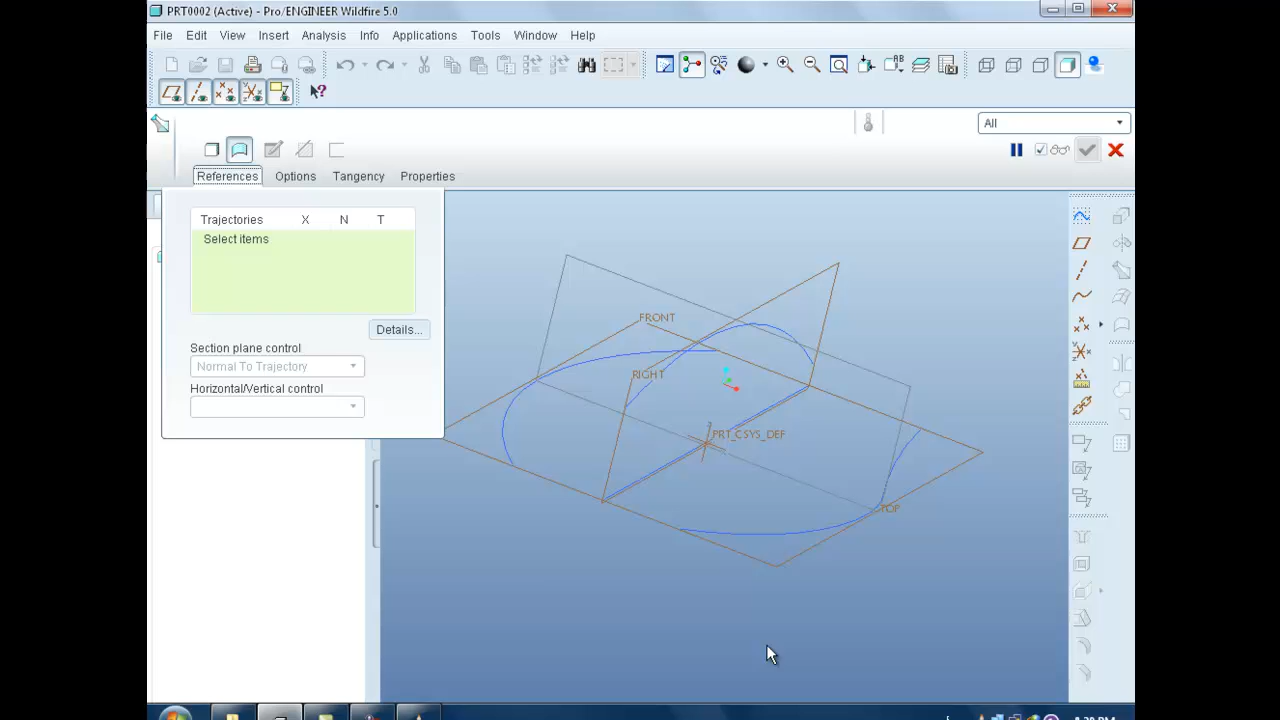 PRT0002 (Active) - Pro/ENGINEER Wildfire 5.0
File Edit View Insert Analysis Info Applications Tools Window Help
All
References Options Tangency Properties
Trajectories X N T
Select items
Details...
Section plane control
Normal To Trajectory
Horizontal/Vertical control
FRONT
RIGHT
PRT_CSYS_DEF
TOP